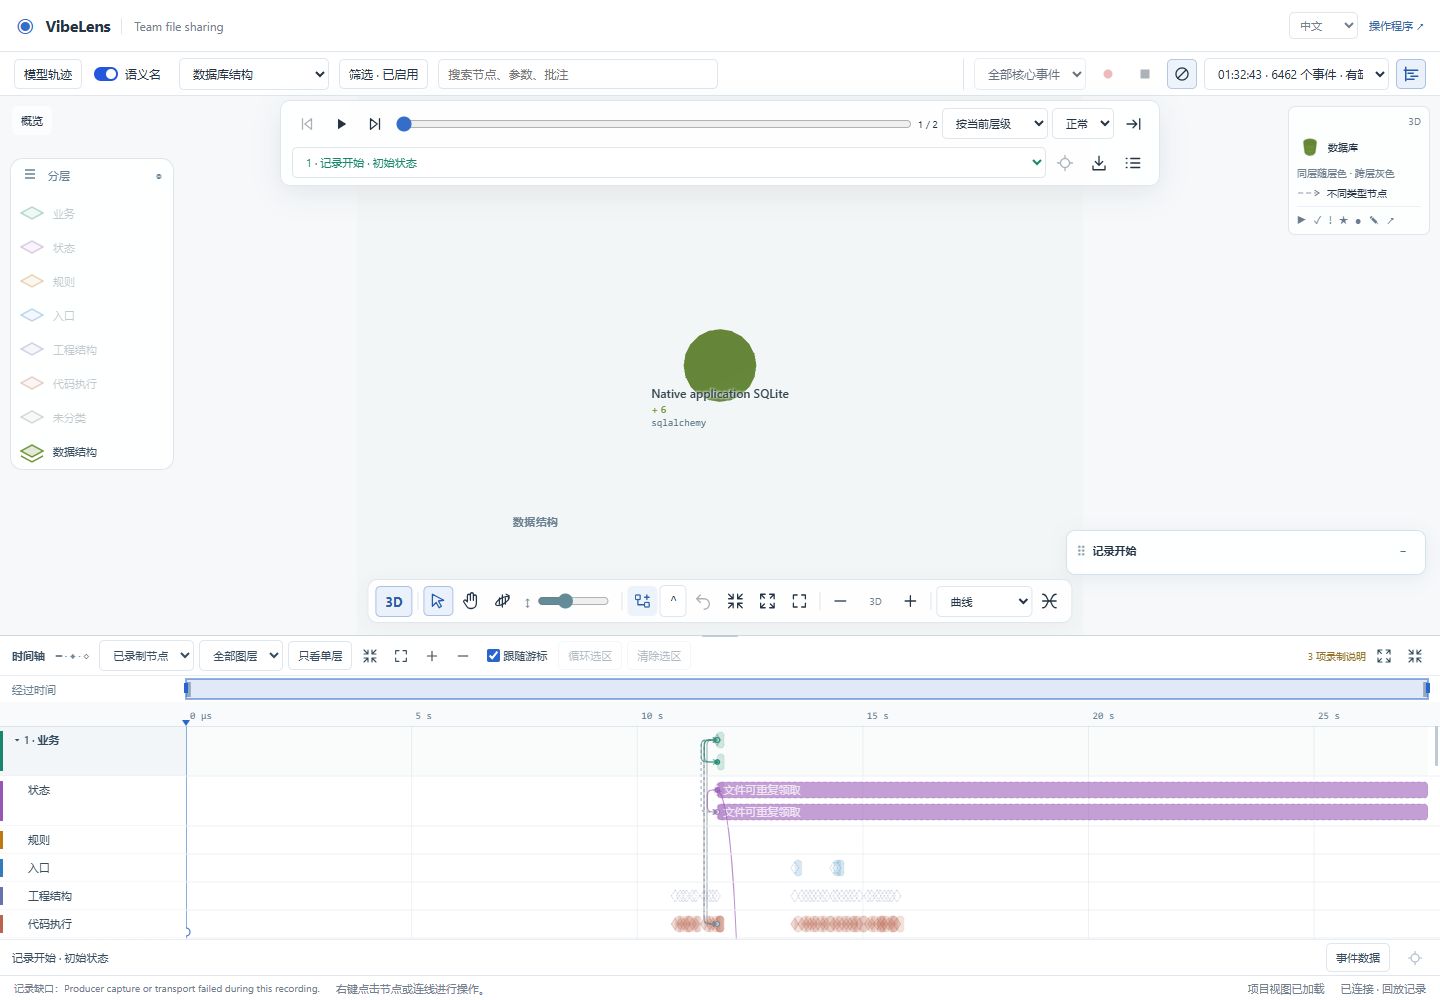 VibeLens
Team file sharing
中文
操作程序 ↗
模型轨迹
语义名
数据库结构
筛选 · 已启用
搜索节点、参数、批注
全部核心事件
01:32:43 · 6462 个事件 · 有缺
概览
1 / 2
按当前层级
正常
1 · 记录开始 · 初始状态
3D
数据库
同层随层色 · 跨层灰色
不同类型节点
分层
业务
状态
规则
入口
工程结构
代码执行
未分类
数据结构
Native application SQLite
+ 6
sqlalchemy
数据结构
记录开始
3D
3D
曲线
时间轴
已录制节点
全部图层
只看单层
跟随游标
循环选区
清除选区
3 项录制说明
经过时间
0 µs
5 s
10 s
15 s
20 s
25 s
1 · 业务
状态
文件可重复领取
文件可重复领取
规则
入口
工程结构
代码执行
记录开始 · 初始状态
事件数据
记录缺口: Producer capture or transport failed during this recording.
右键点击节点或连线进行操作。
项目视图已加载
已连接 · 回放记录